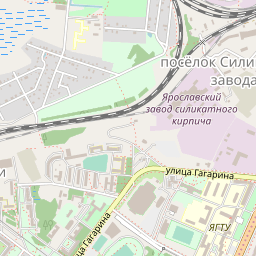 посёлок Сили
завода
Ярославский
завод силикатного
кирпича
и
улица Гагарина
улица Гагарина
ЯГТУ